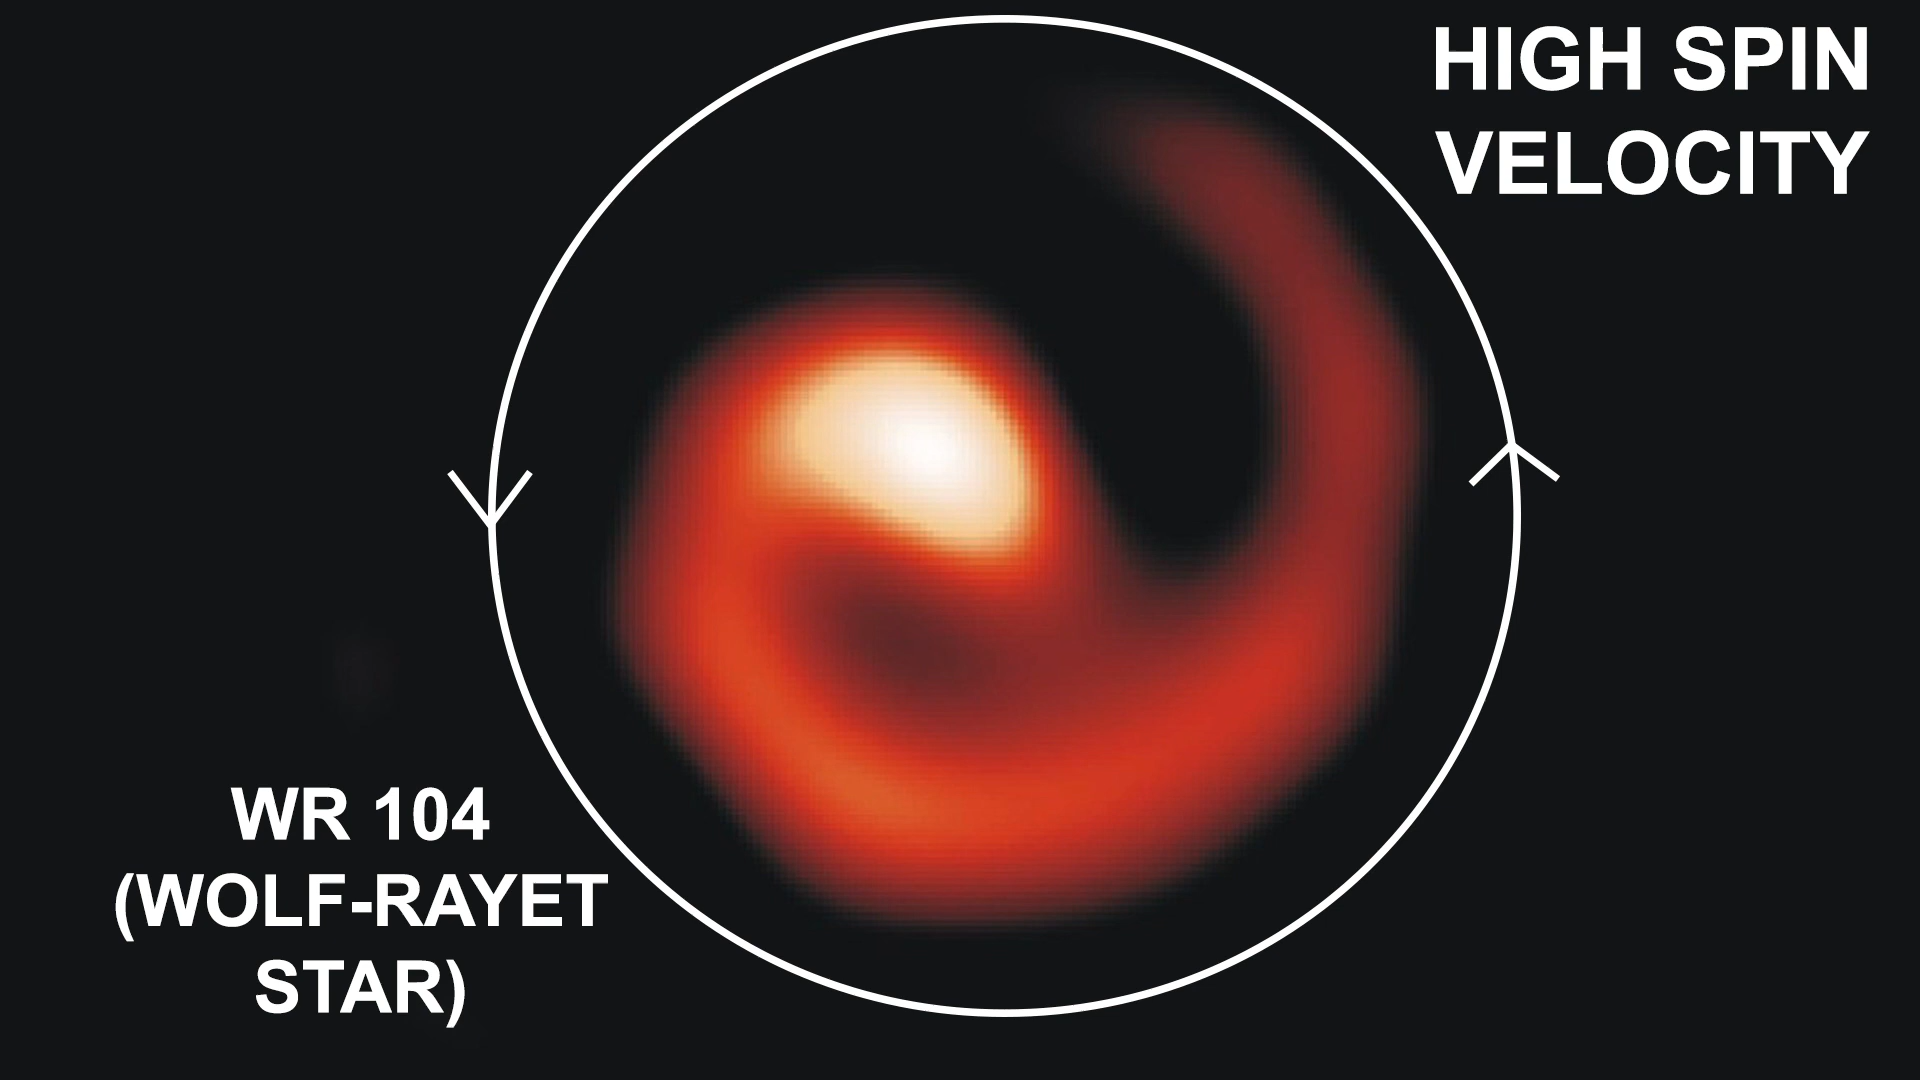 HIGH SPIN
VELOCITY
WR 104
(WOLF-RAYET
STAR)